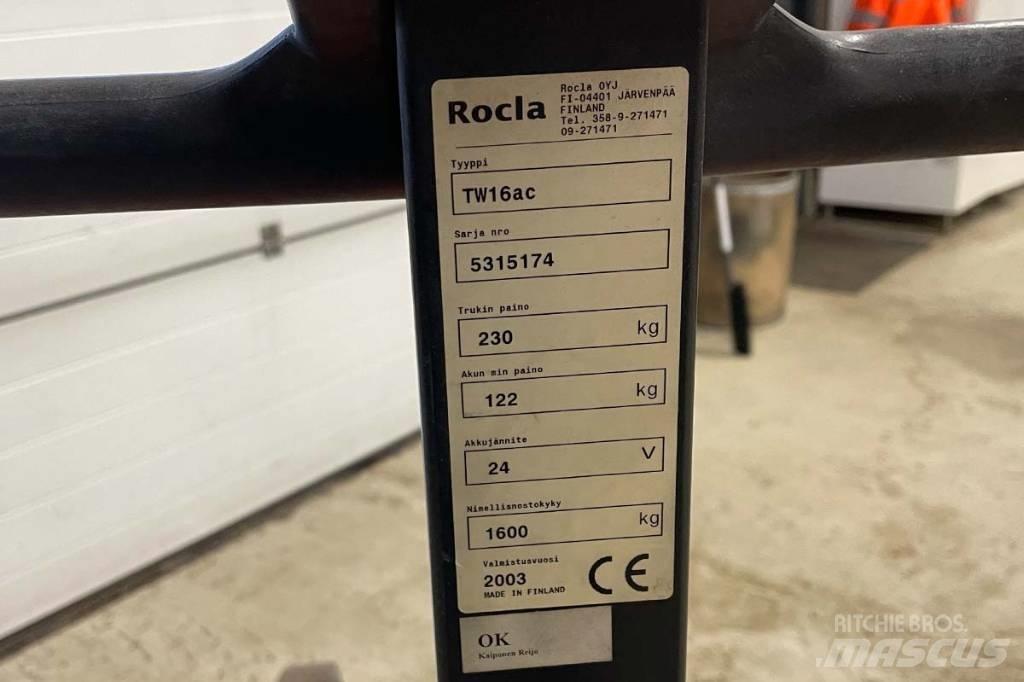 Rocla
Rocla OYJ
FI-04401 JÄRVENPÄÄ
FINLAND
Tel. 358-9-271471
09-271471
Tyyppi
TW16ac
Sarja nro
5315174
Trukin paino
230 kg
Akun min paino
122 kg
Akkujännite
24 V
Nimellisnostokyky
1600 kg
Valmistusvuosi
2003
MADE IN FINLAND
CE
OK
Kaipanen Reijo
RITCHIE BROS.
MASCUS